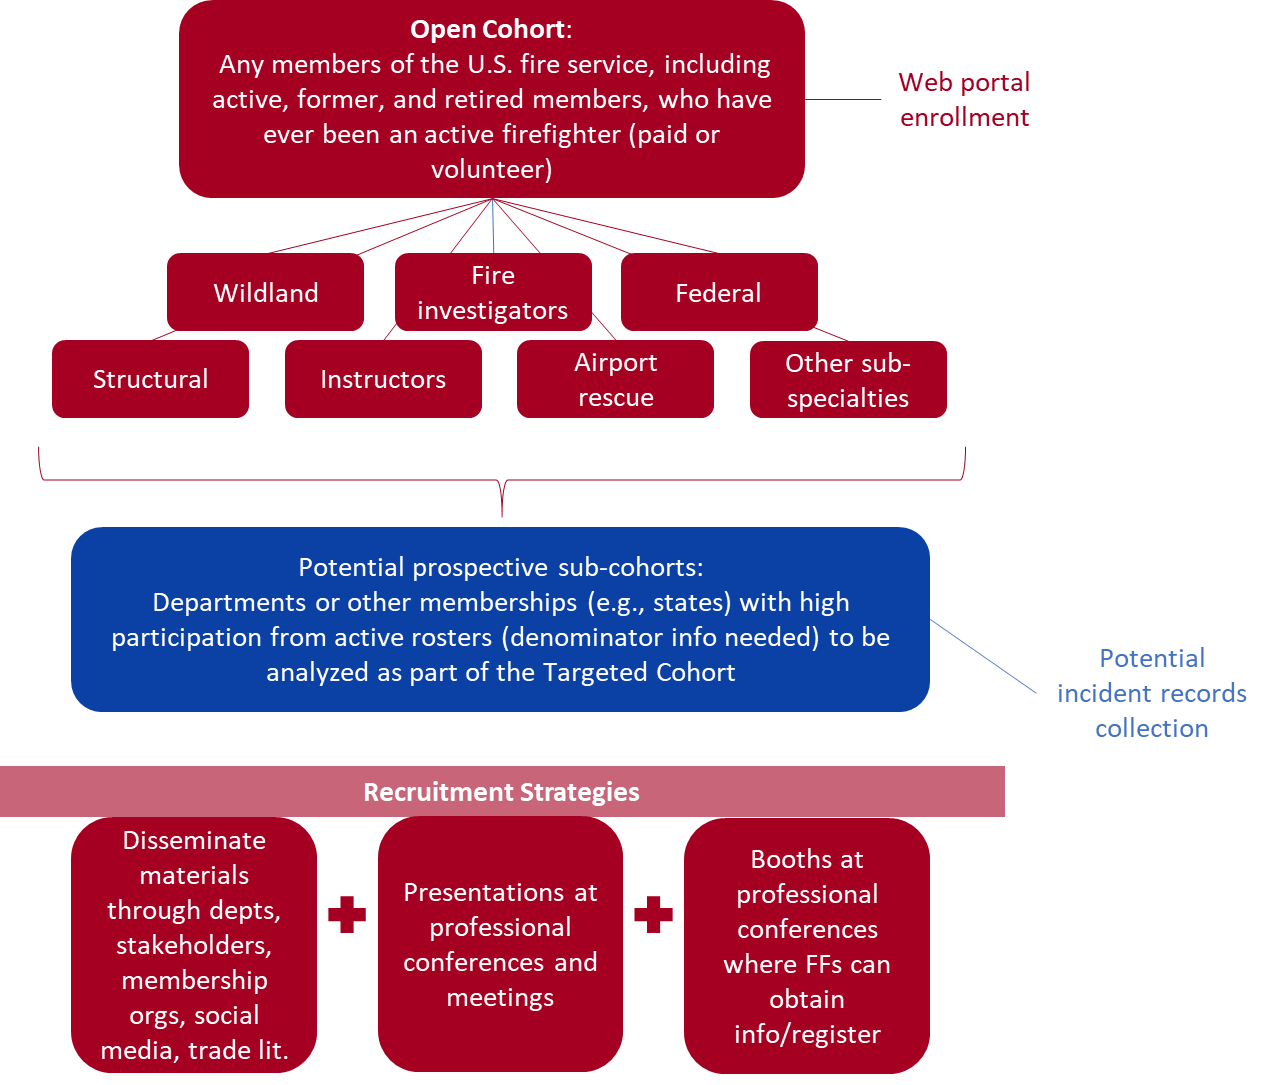 Open Cohort:
Any members of the U.S. fire service, including
active, former, and retired members, who have
ever been an active firefighter (paid or
volunteer)
Web portal
enrollment
Wildland
Fire
investigators
Federal
Structural
Instructors
Airport
rescue
Other sub-
specialties
Potential prospective sub-cohorts:
Departments or other memberships (e.g., states) with high
participation from active rosters (denominator info needed) to be
analyzed as part of the Targeted Cohort
Potential
incident records
collection
Recruitment Strategies
Disseminate
materials
through depts,
stakeholders,
membership
orgs, social
media, trade lit.
Presentations at
professional
conferences and
meetings
Booths at
professional
conferences
where FFs can
obtain
info/register